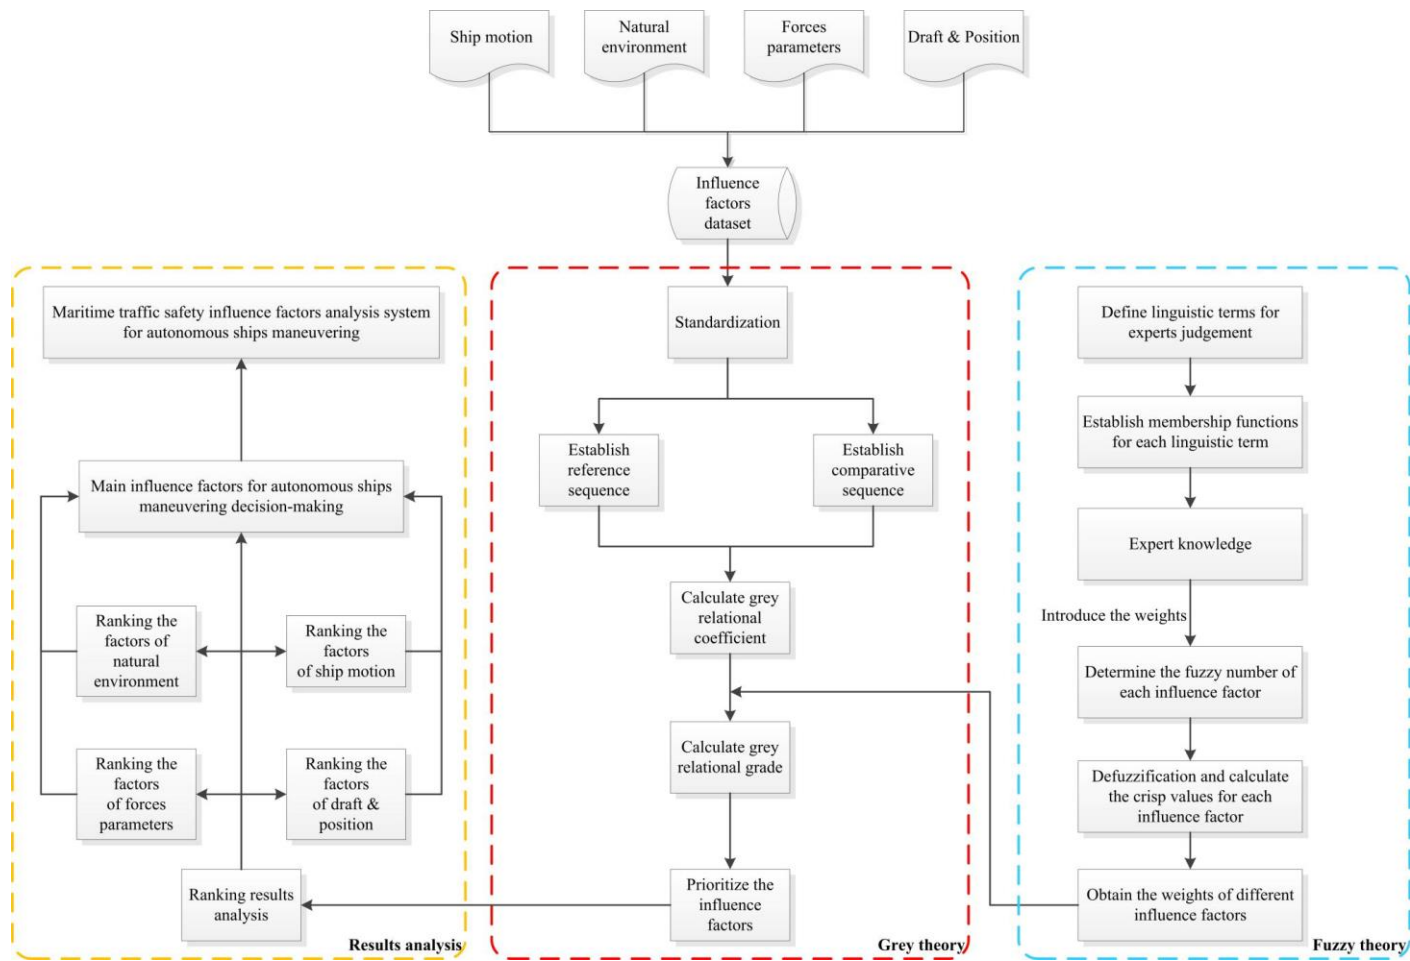 Ship motion
Natural
environment
Forces
parameters
Draft & Position
Influence
factors
dataset
Maritime traffic safety influence factors analysis system
for autonomous ships maneuvering
Main influence factors for autonomous ships
maneuvering decision-making
Ranking the
factors of
natural
environment
Ranking the
factors
of ship motion
Ranking the
factors
of forces
parameters
Ranking the
factors
of draft &
position
Ranking results
analysis
Results analysis
Standardization
Establish
reference
sequence
Establish
comparative
sequence
Calculate grey
relational
coefficient
Calculate grey
relational grade
Prioritize the
influence
factors
Grey theory
Define linguistic terms for
experts judgement
Establish membership functions
for each linguistic term
Expert knowledge
Introduce the weights
Determine the fuzzy number of
each influence factor
Defuzzification and calculate
the crisp values for each
influence factor
Obtain the weights of different
influence factors
Fuzzy theory